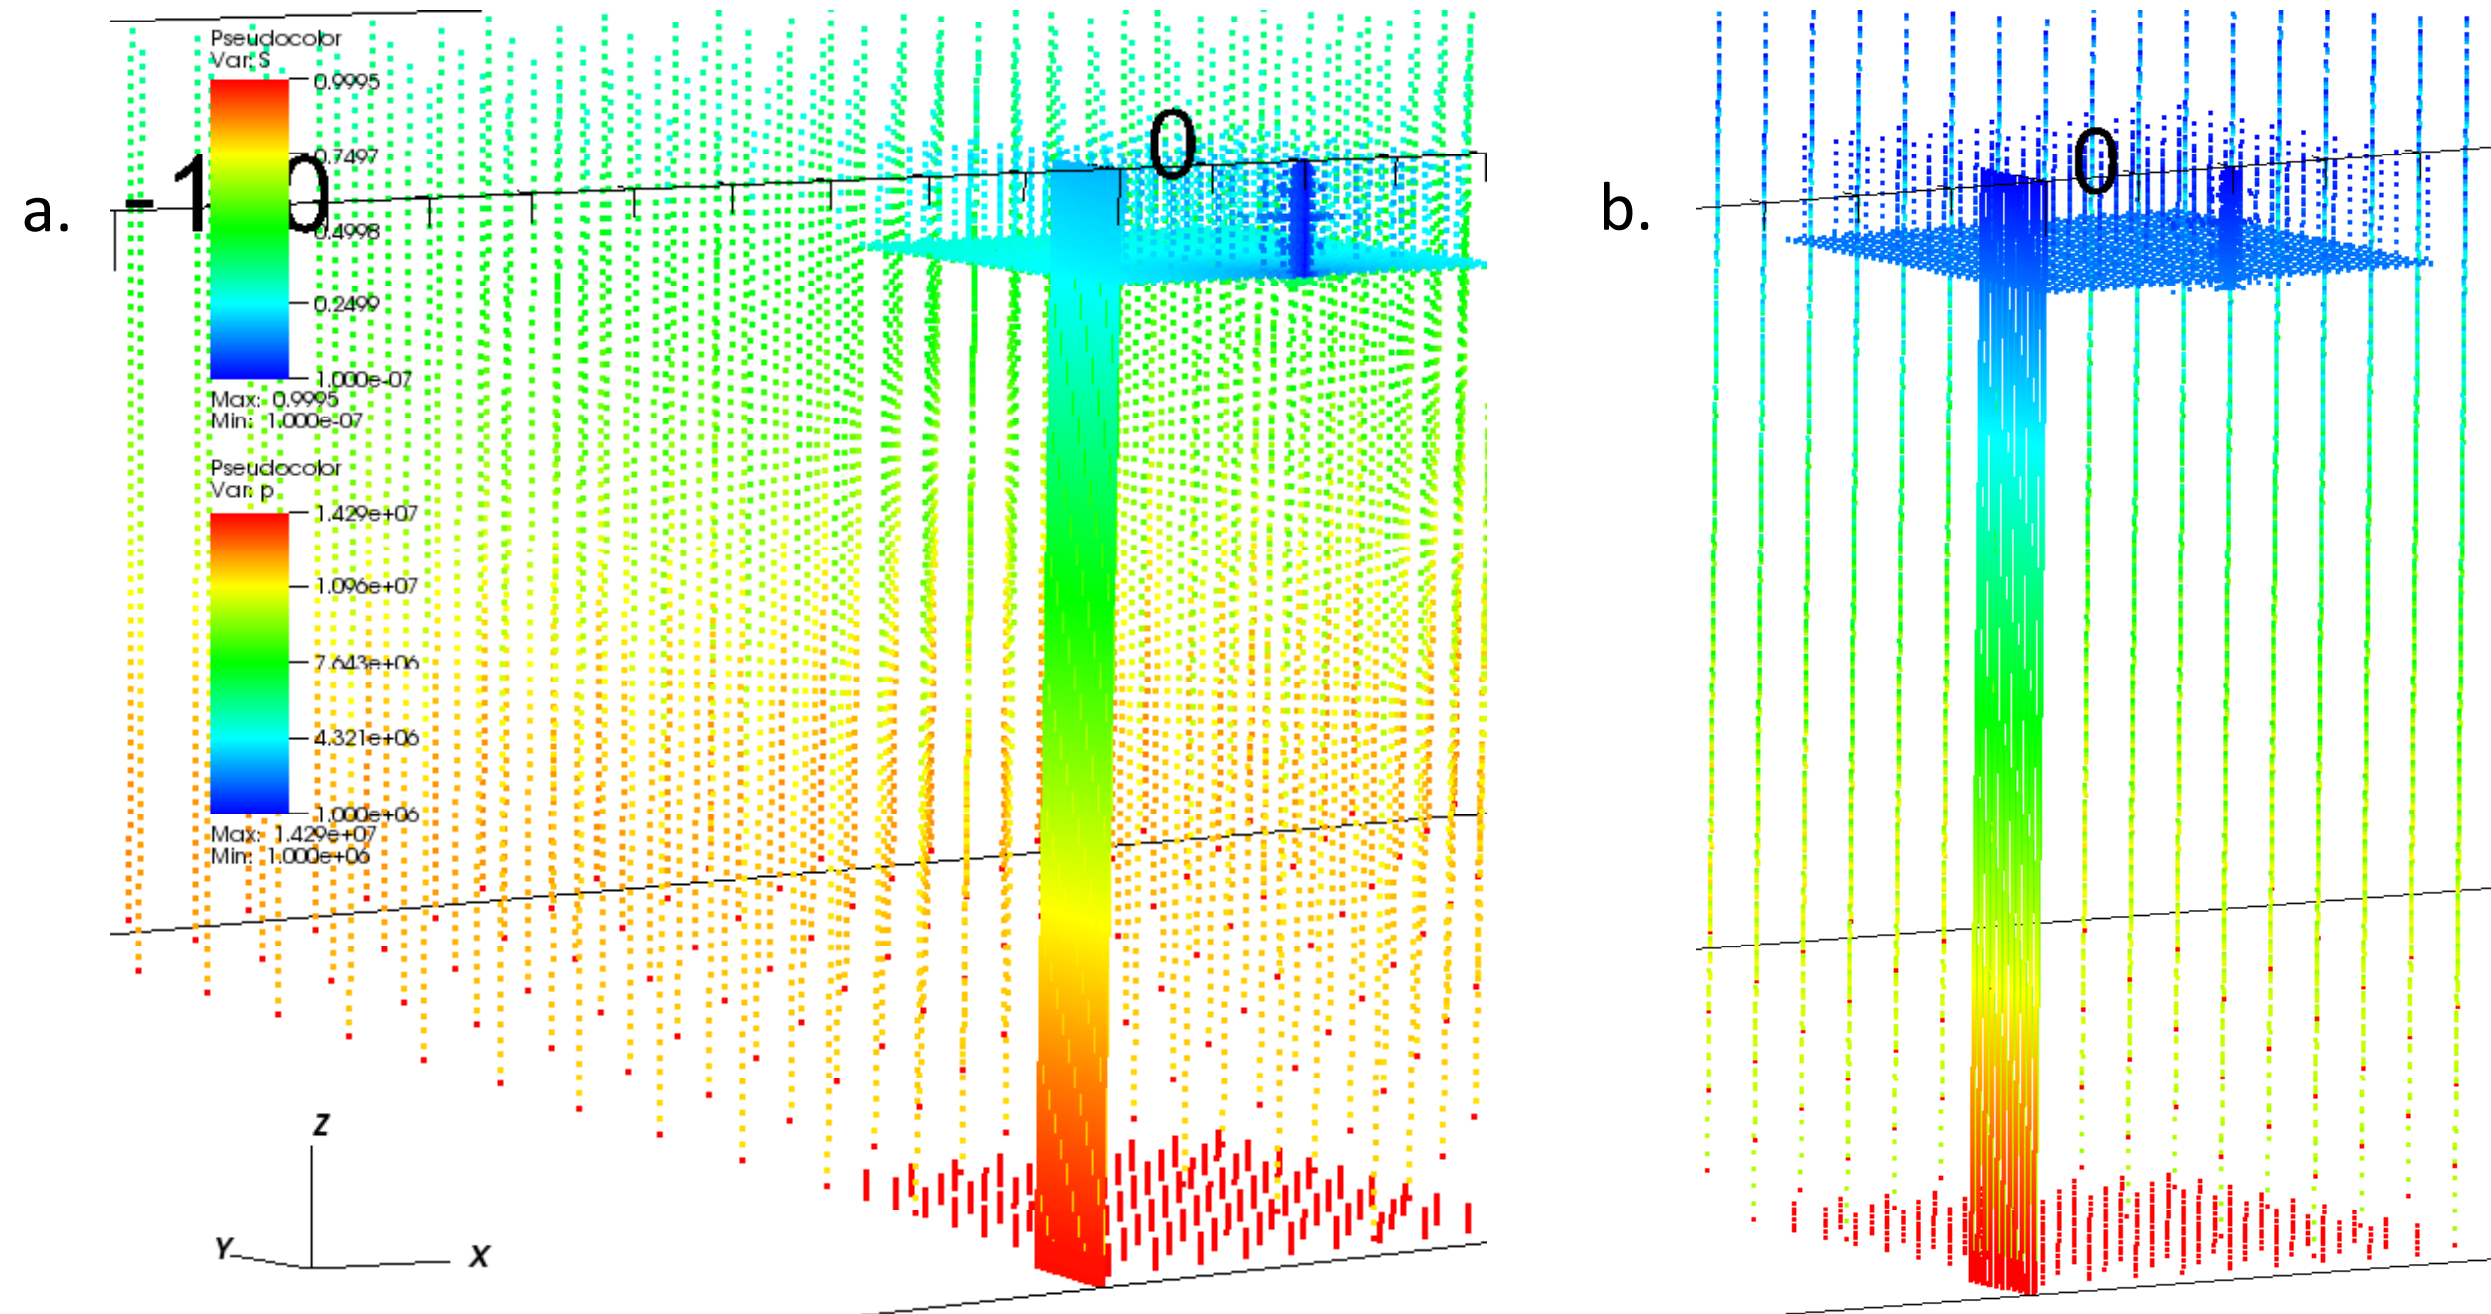 a.
Pseudocolor
Var: S
0.9995
0.7497
0.4998
0.2499
1.000e-07
Max: 0.9995
Min: 1.000e-07
Pseudocolor
Var: p
1.429e+07
1.096e+07
7.643e+06
4.321e+06
1.000e+06
Max: 1.429e+07
Min: 1.000e+06
0
Z
Y
X
b.
0